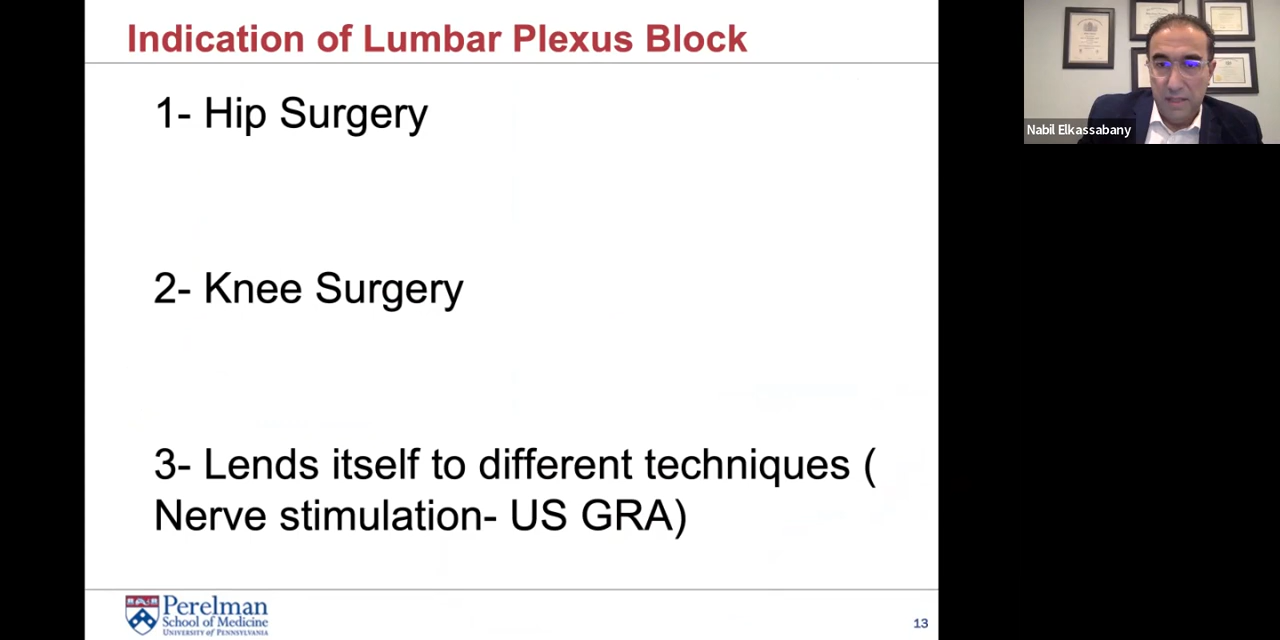 Indication of Lumbar Plexus Block
1- Hip Surgery
2- Knee Surgery
3- Lends itself to different techniques (
Nerve stimulation- US GRA)
Perelman
School of Medicine
UNIVERSITY of PENNSYLVANIA
13
Nabil Elkassabany